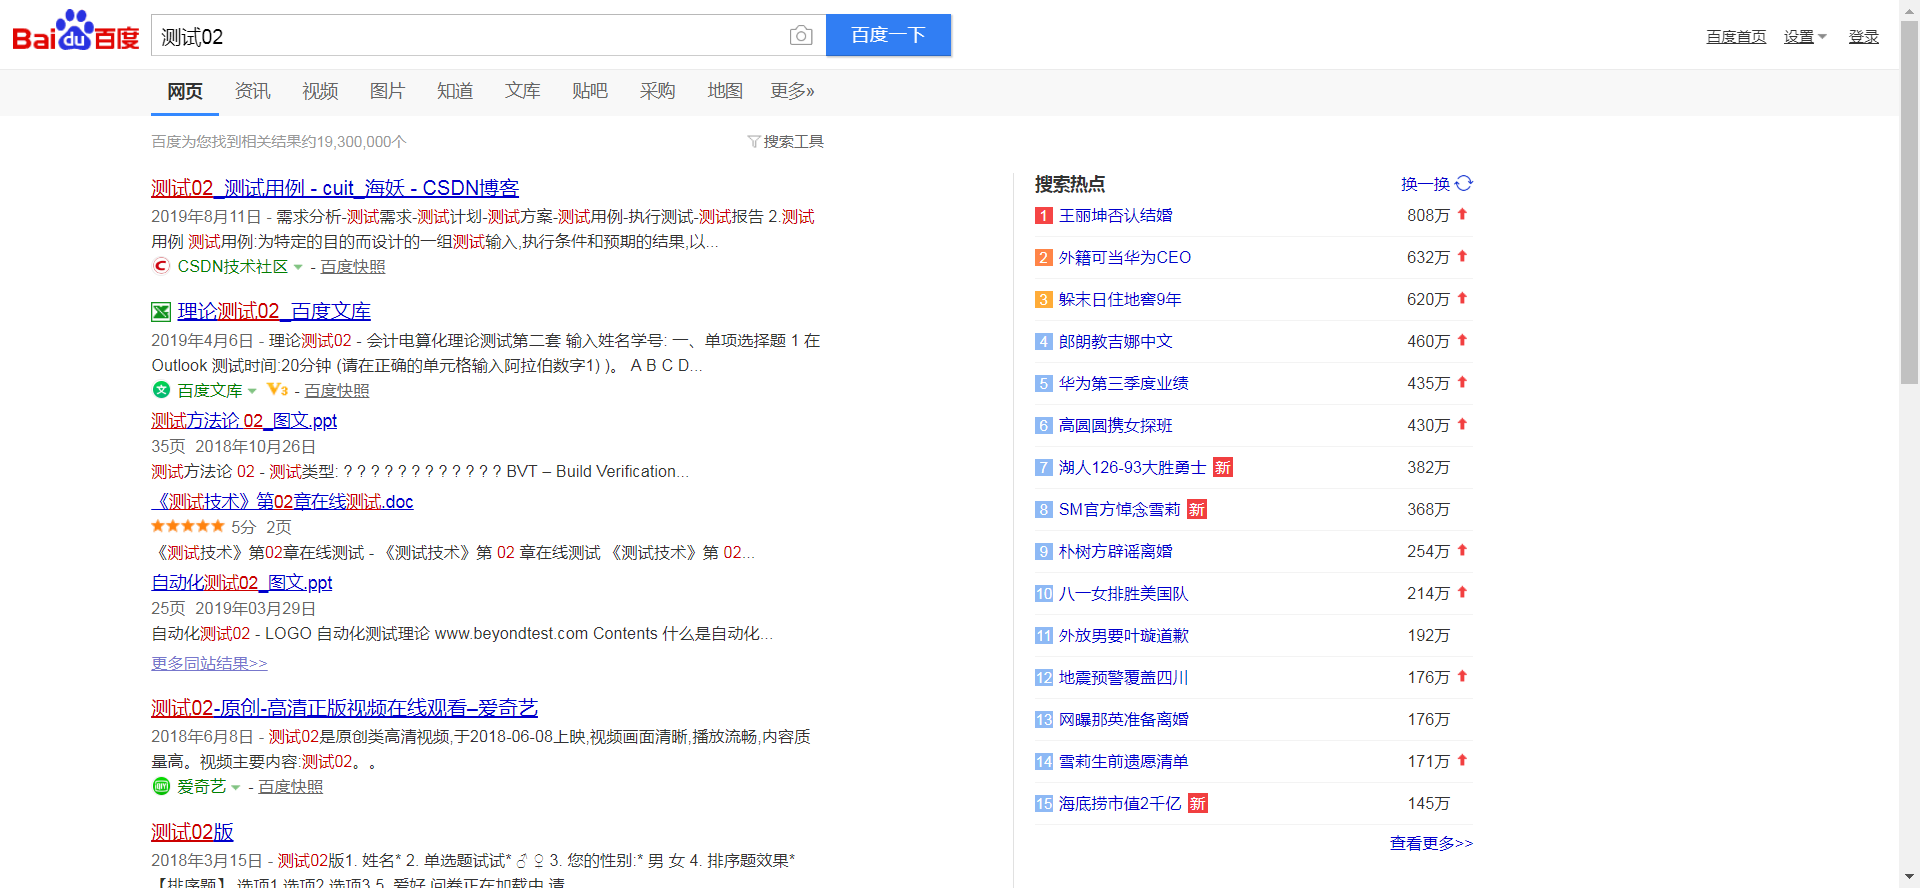 Bai du 百度
测试02
百度一下
百度首页 设置 登录
网页 资讯 视频 图片 知道 文库 贴吧 采购 地图 更多»
百度为您找到相关结果约19,300,000个
搜索工具
测试02_测试用例 - cuit_海妖 - CSDN博客
2019年8月11日 - 需求分析-测试需求-测试计划-测试方案-测试用例-执行测试-测试报告 2.测试
用例 测试用例:为特定的目的而设计的一组测试输入,执行条件和预期的结果,以...
CSDN技术社区 - 百度快照
理论测试02_百度文库
2019年4月6日 - 理论测试02 - 会计电算化理论测试第二套 输入姓名学号: 一、单项选择题 1 在
Outlook 测试时间:20分钟 (请在正确的单元格输入阿拉伯数字1) )。 A B C D...
百度文库 V3 - 百度快照
测试方法论 02_图文.ppt
35页 2018年10月26日
测试方法论 02 - 测试类型: ? ? ? ? ? ? ? ? ? ? ? ? BVT – Build Verification...
《测试技术》第02章在线测试.doc
5分 2页
《测试技术》第02章在线测试 - 《测试技术》第 02 章在线测试 《测试技术》第 02...
自动化测试02_图文.ppt
25页 2019年03月29日
自动化测试02 - LOGO 自动化测试理论 www.beyondtest.com Contents 什么是自动化...
更多同站结果>>
测试02-原创-高清正版视频在线观看–爱奇艺
2018年6月8日 - 测试02是原创类高清视频,于2018-06-08上映,视频画面清晰,播放流畅,内容质
量高。视频主要内容:测试02。。
爱奇艺 - 百度快照
测试02版
2018年3月15日 - 测试02版1. 姓名* 2. 单选题试试* ♂ ♀ 3. 您的性别:* 男 女 4. 排序题效果*
【排序题】 选项1 选项2 选项3 5. 爱好 问卷正在加载中,请
搜索热点 换一换
1 王丽坤否认结婚 808万
2 外籍可当华为CEO 632万
3 躲末日住地窖9年 620万
4 郎朗教吉娜中文 460万
5 华为第三季度业绩 435万
6 高圆圆携女探班 430万
7 湖人126-93大胜勇士 新 382万
8 SM官方悼念雪莉 新 368万
9 朴树方辟谣离婚 254万
10 八一女排胜美国队 214万
11 外放男要叶璇道歉 192万
12 地震预警覆盖四川 176万
13 网曝那英准备离婚 176万
14 雪莉生前遗愿清单 171万
15 海底捞市值2千亿 新 145万
查看更多>>